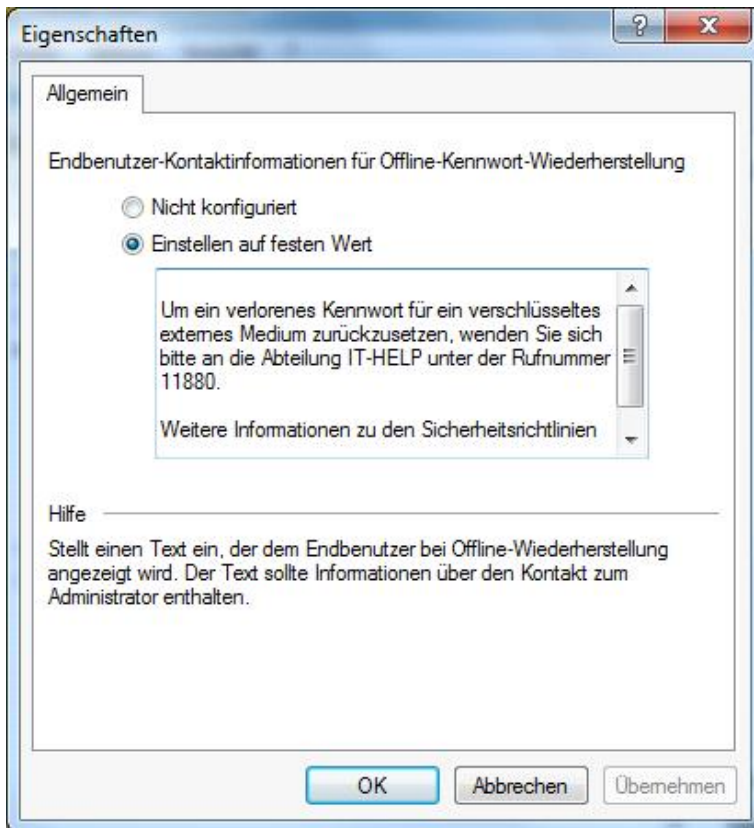 Eigenschaften
?
X
Allgemein
Endbenutzer-Kontaktinformationen für Offline-Kennwort-Wiederherstellung
Nicht konfiguriert
Einstellen auf festen Wert
Um ein verlorenes Kennwort für ein verschlüsseltes
externes Medium zurückzusetzen, wenden Sie sich
bitte an die Abteilung IT-HELP unter der Rufnummer
11880.
Weitere Informationen zu den Sicherheitsrichtlinien
Hilfe
Stellt einen Text ein, der dem Endbenutzer bei Offline-Wiederherstellung
angezeigt wird. Der Text sollte Informationen über den Kontakt zum
Administrator enthalten.
OK
Abbrechen
Übernehmen